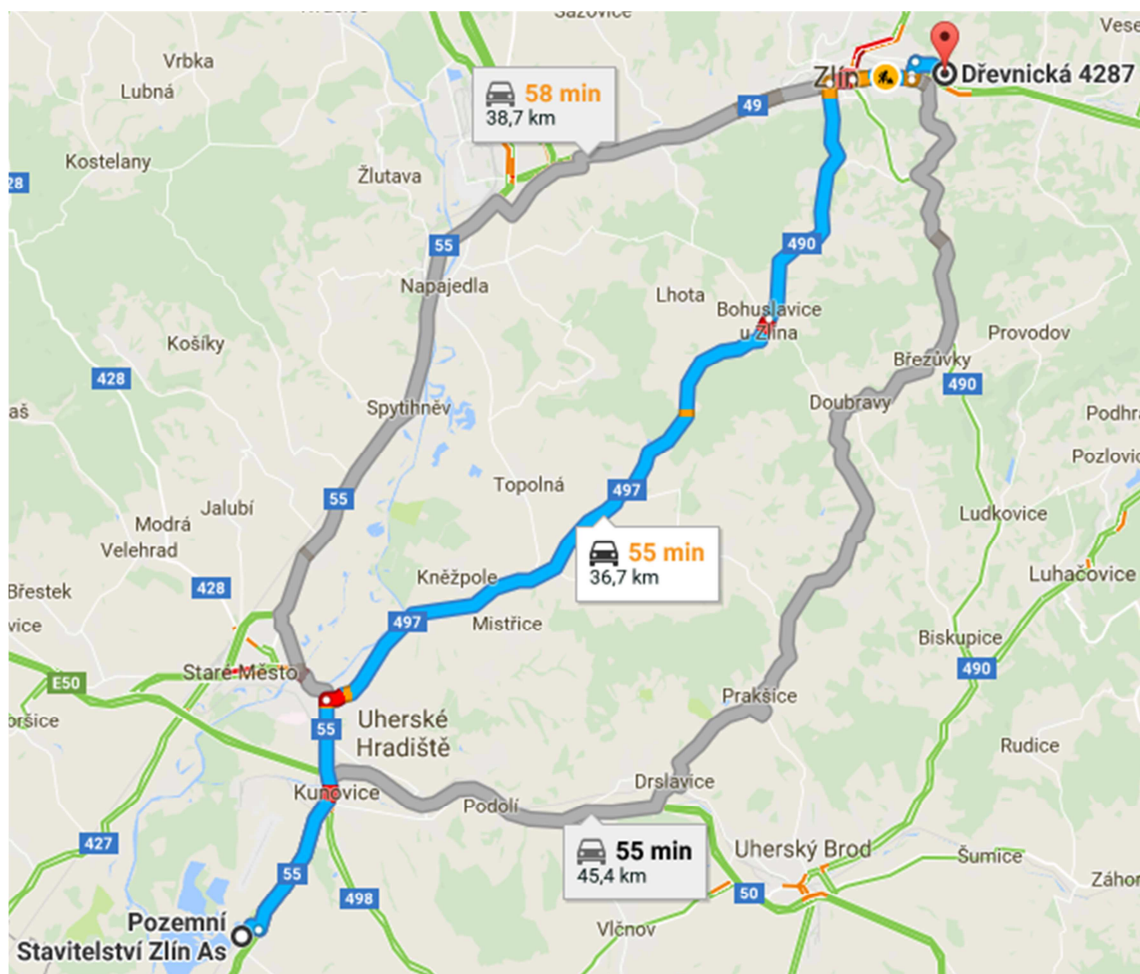 Sazovice
Vese
Vrbka
Zlín
Dřevnická 4287
58 min
38,7 km
Lubná
49
Kostelany
28
Žlutava
55
490
Napajedla
Lhota
Bohuslavice
u Zlína
Provodov
Košíky
Březůvky
428
490
Spytihněv
Doubravy
aš
Podhra
Pozlovic
497
Topolná
55
Jalubí
Ludkovice
Modrá
Velehrad
55 min
36,7 km
Kněžpole
Luhačovice
Břestek
428
vice
497
Mistřice
Biskupice
490
Staré Město
E50
Prakšice
oršice
55
Uherské
Hradiště
Rudice
Kunovice
Drslavice
Podolí
427
55 min
45,4 km
Uherský Brod
Šumice
55
498
50
Záhor
Pozemní
Stavitelství Zlín As
Vlčnov